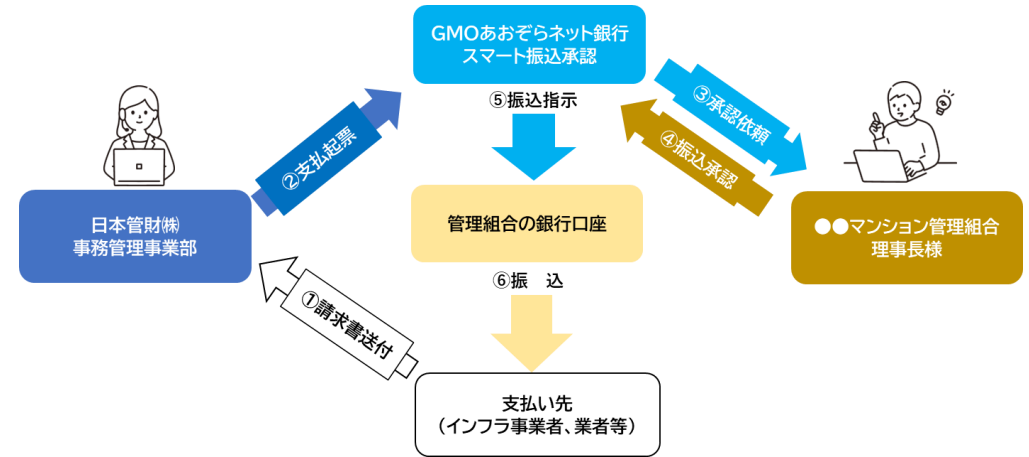 GMOあおぞらネット銀行
スマート振込承認
⑤振込指示
③承認依頼
②支払起票
④振込承認
日本管財㈱
事務管理事業部
管理組合の銀行口座
●●マンション管理組合
理事長様
⑥振　込
①請求書送付
支払い先
（インフラ事業者、業者等）